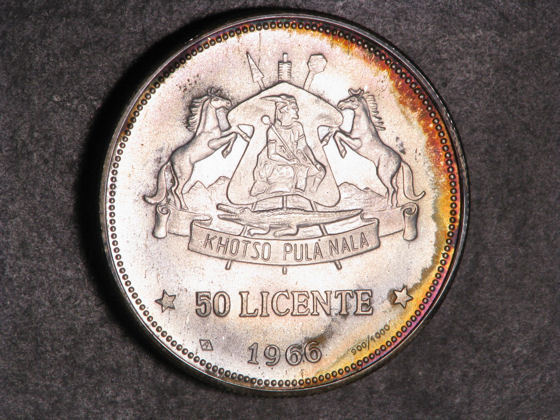 KHOTSO PULA NALA
50 LICENTE
1966
900/1000